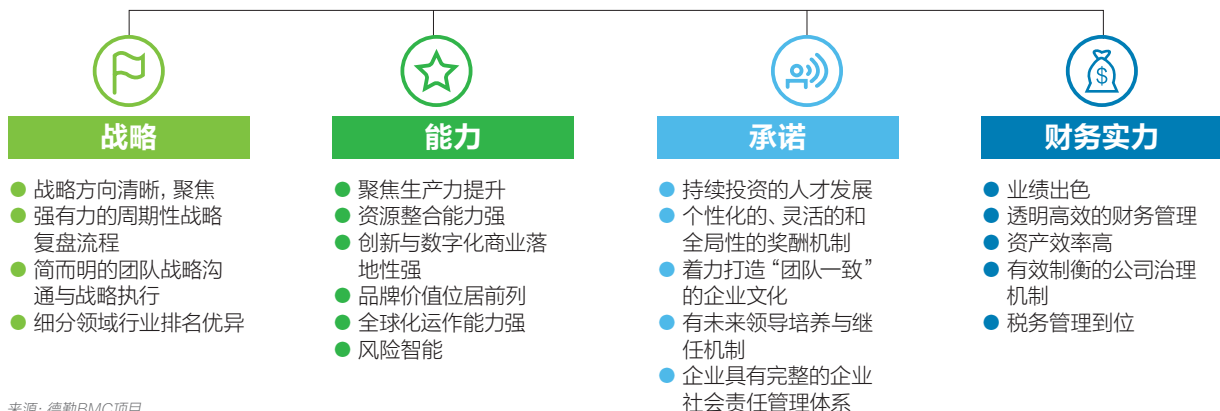 战略
战略方向清晰, 聚焦
强有力的周期性战略
复盘流程
简而明的团队战略沟
通与战略执行
细分领域行业排名优异
能力
聚焦生产力提升
资源整合能力强
创新与数字化商业落
地性强
品牌价值位居前列
全球化运作能力强
风险智能
承诺
持续投资的人才发展
个性化的、灵活的和
全局性的奖酬机制
着力打造“团队一致”
的企业文化
有未来领导培养与继
任机制
企业具有完整的企业
社会责任管理体系
$
财务实力
业绩出色
透明高效的财务管理
资产效率高
有效制衡的公司治理
机制
税务管理到位
来源: 德勤BMC项目